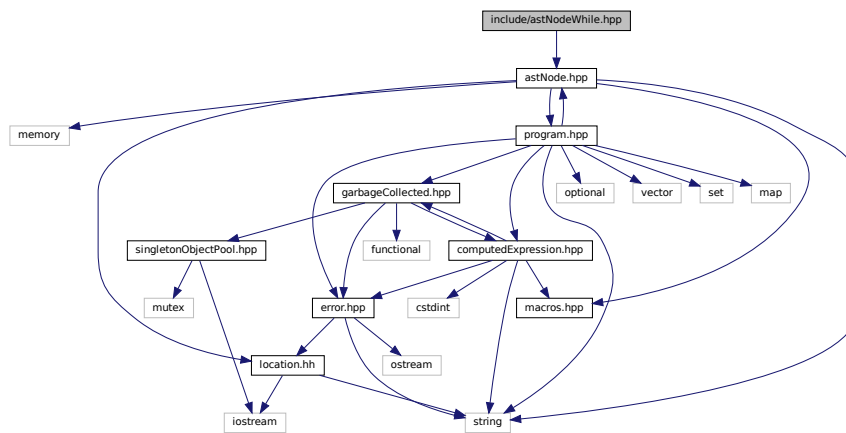 include/astNodeWhile.hpp
astNode.hpp
memory
program.hpp
garbageCollected.hpp
optional
vector
set
map
singletonObjectPool.hpp
functional
computedExpression.hpp
mutex
error.hpp
cstdint
macros.hpp
location.hh
ostream
iostream
string